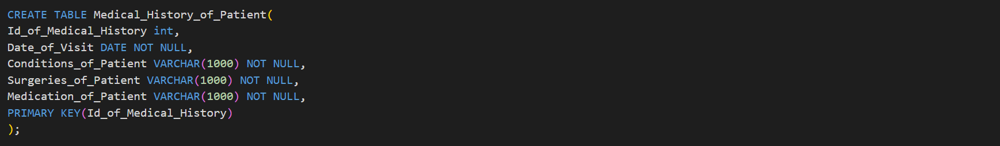 CREATE TABLE Medical_History_of_Patient(
Id_of_Medical_History int,
Date_of_Visit DATE NOT NULL,
Conditions_of_Patient VARCHAR(1000) NOT NULL,
Surgeries_of_Patient VARCHAR(1000) NOT NULL,
Medication_of_Patient VARCHAR(1000) NOT NULL,
PRIMARY KEY(Id_of_Medical_History)
);